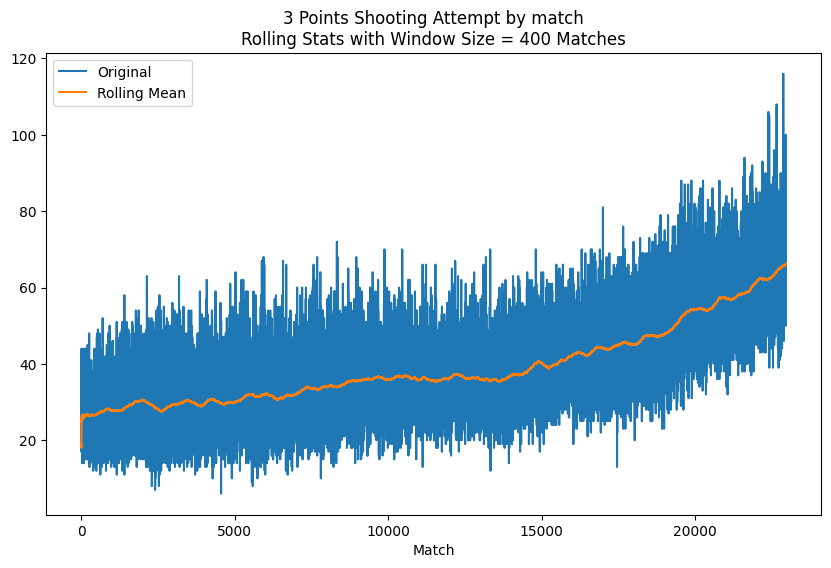 3 Points Shooting Attempt by match
Rolling Stats with Window Size = 400 Matches
Original
Rolling Mean
120
100
80
60
40
20
0 5000 10000 15000 20000
Match